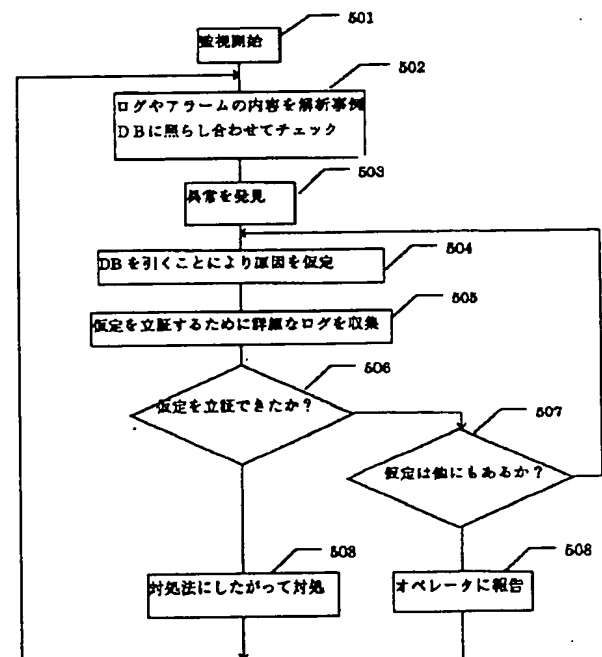 501
監視開始
502
ログやアラームの内容を解析事例
DBに照らし合わせてチェック
503
異常を発見
504
DBを引くことにより原因を仮定
505
仮定を立証するために詳細なログを収集
506
仮定を立証できたか？
507
仮定は他にもあるか？
503
対処法にしたがって対処
508
オペレータに報告